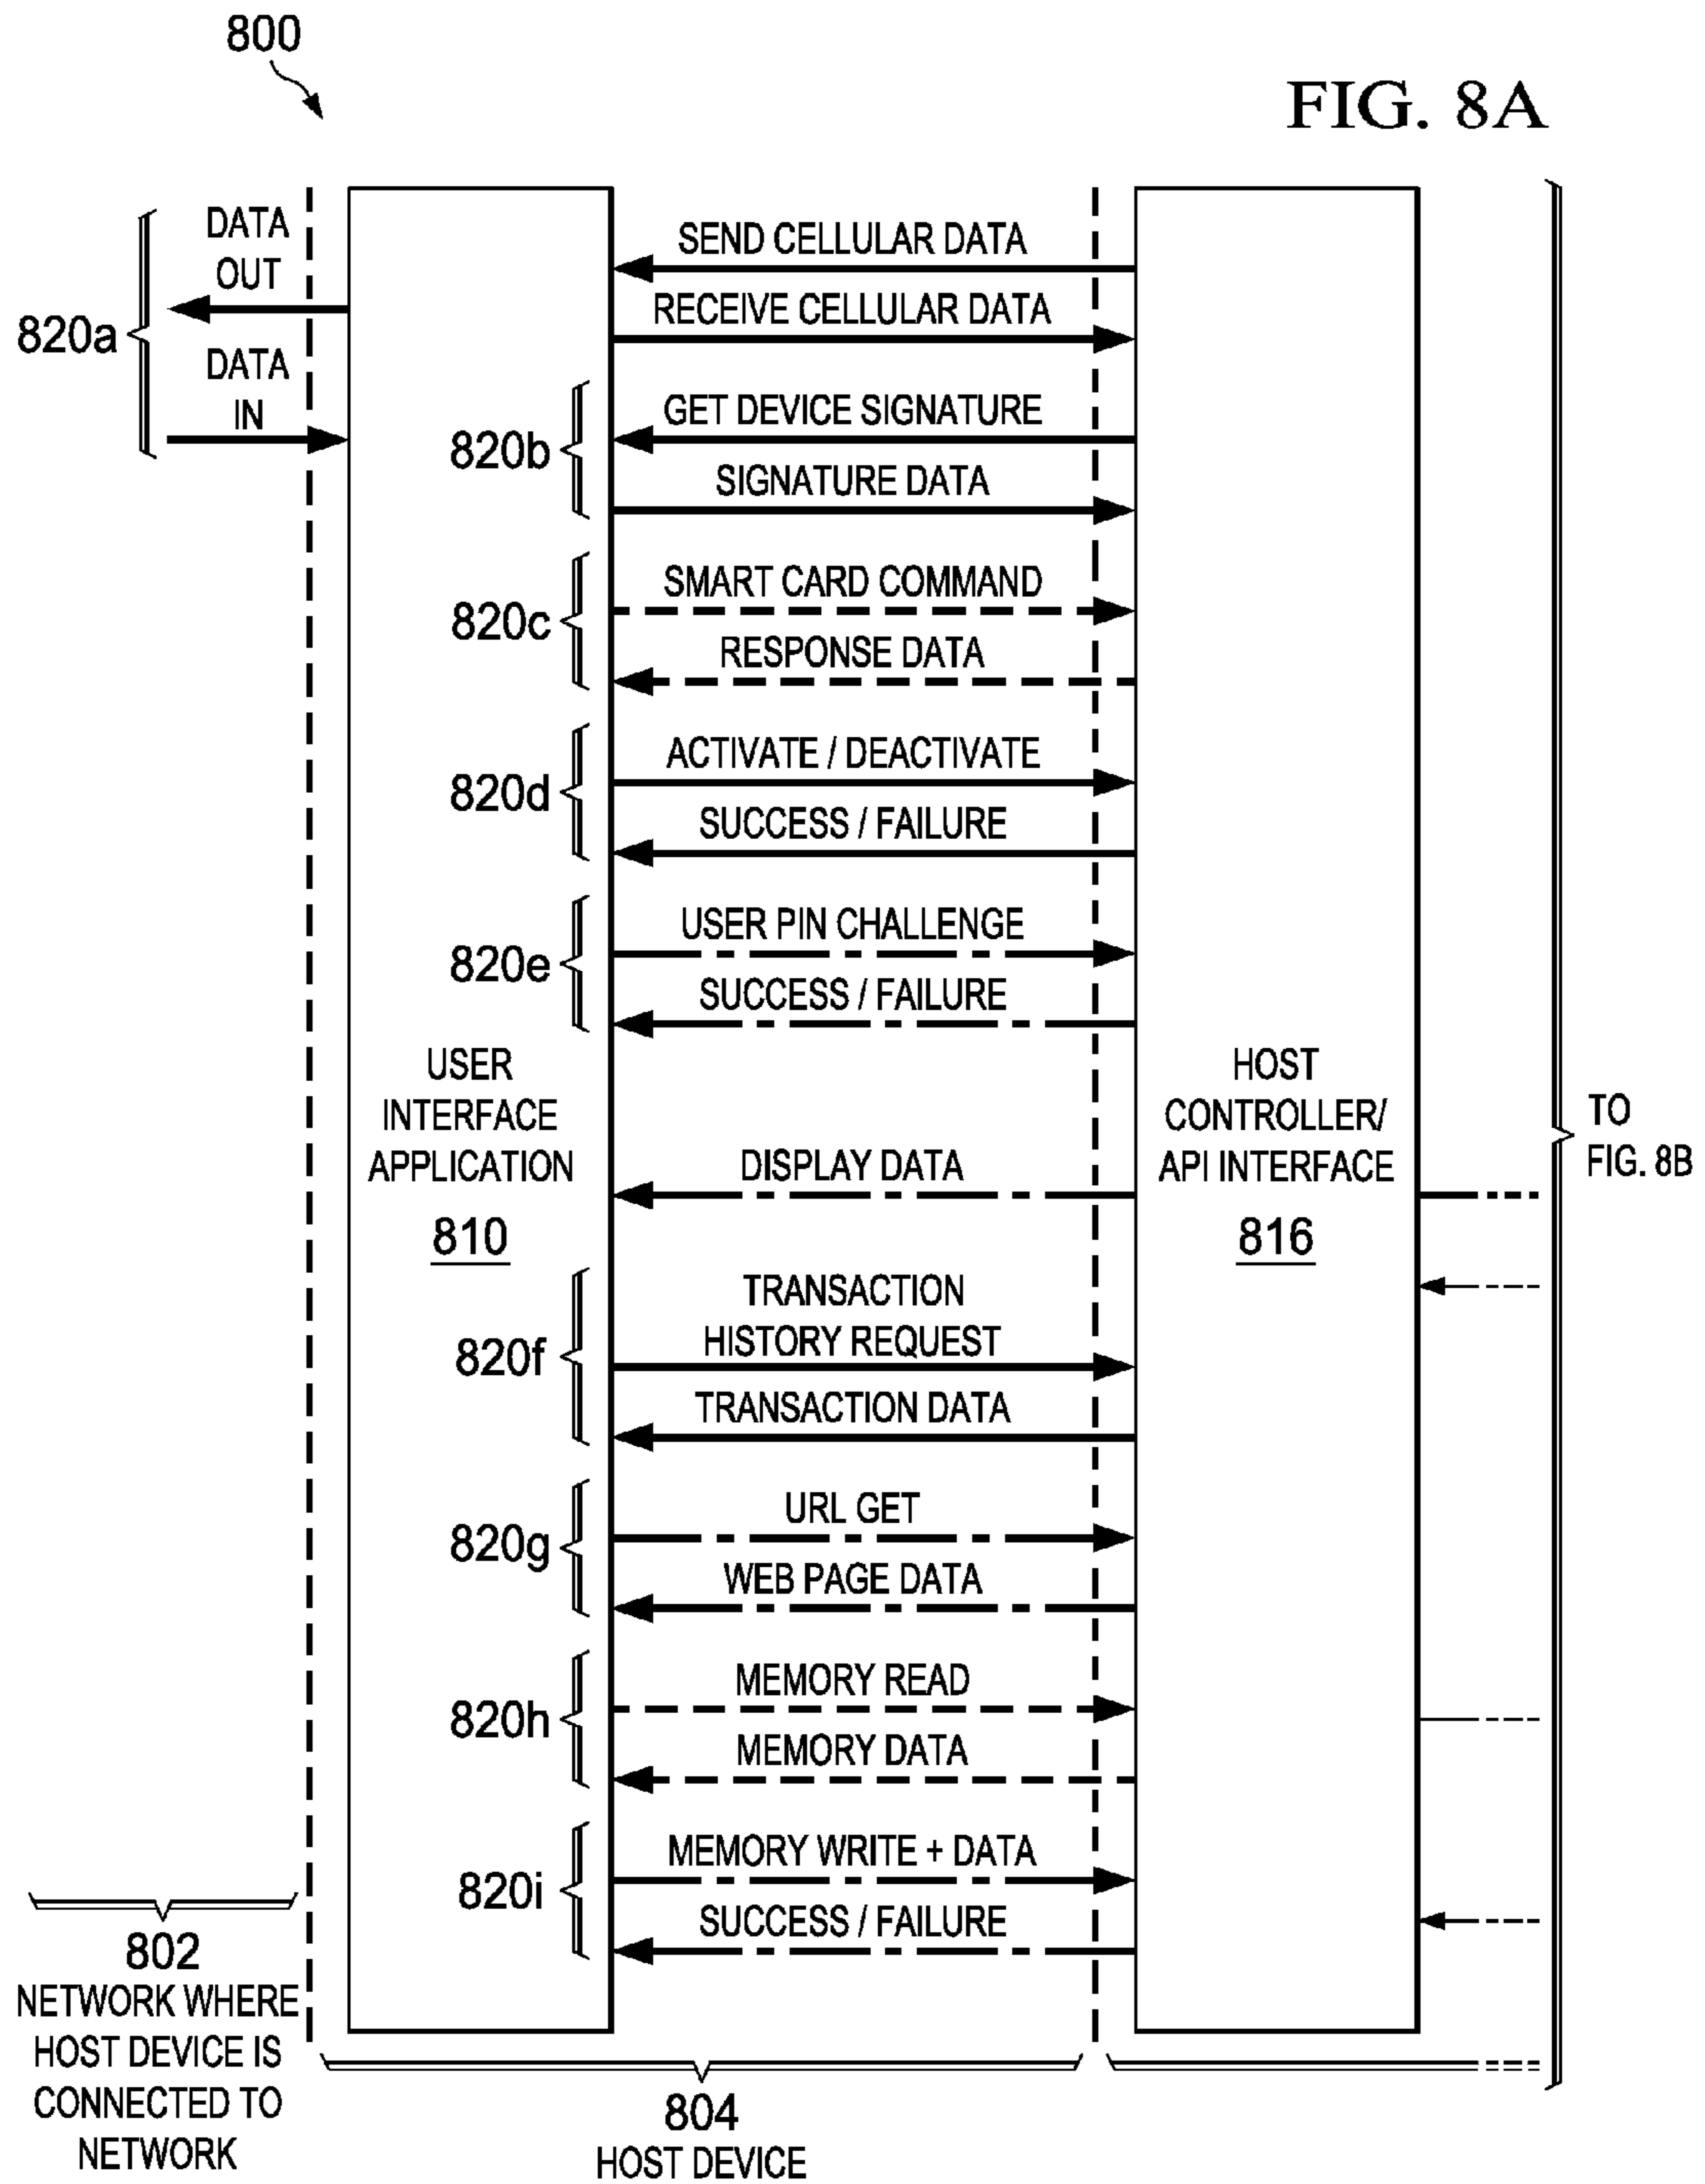 800
FIG. 8A
DATA
OUT
820a
DATA
IN
SEND CELLULAR DATA
RECEIVE CELLULAR DATA
820b
GET DEVICE SIGNATURE
SIGNATURE DATA
820c
SMART CARD COMMAND
RESPONSE DATA
820d
ACTIVATE / DEACTIVATE
SUCCESS / FAILURE
820e
USER PIN CHALLENGE
SUCCESS / FAILURE
USER
INTERFACE
APPLICATION
810
DISPLAY DATA
HOST
CONTROLLER/
API INTERFACE
816
TO
FIG. 8B
820f
TRANSACTION
HISTORY REQUEST
TRANSACTION DATA
820g
URL GET
WEB PAGE DATA
820h
MEMORY READ
MEMORY DATA
820i
MEMORY WRITE + DATA
SUCCESS / FAILURE
802
NETWORK WHERE
HOST DEVICE IS
CONNECTED TO
NETWORK
804
HOST DEVICE